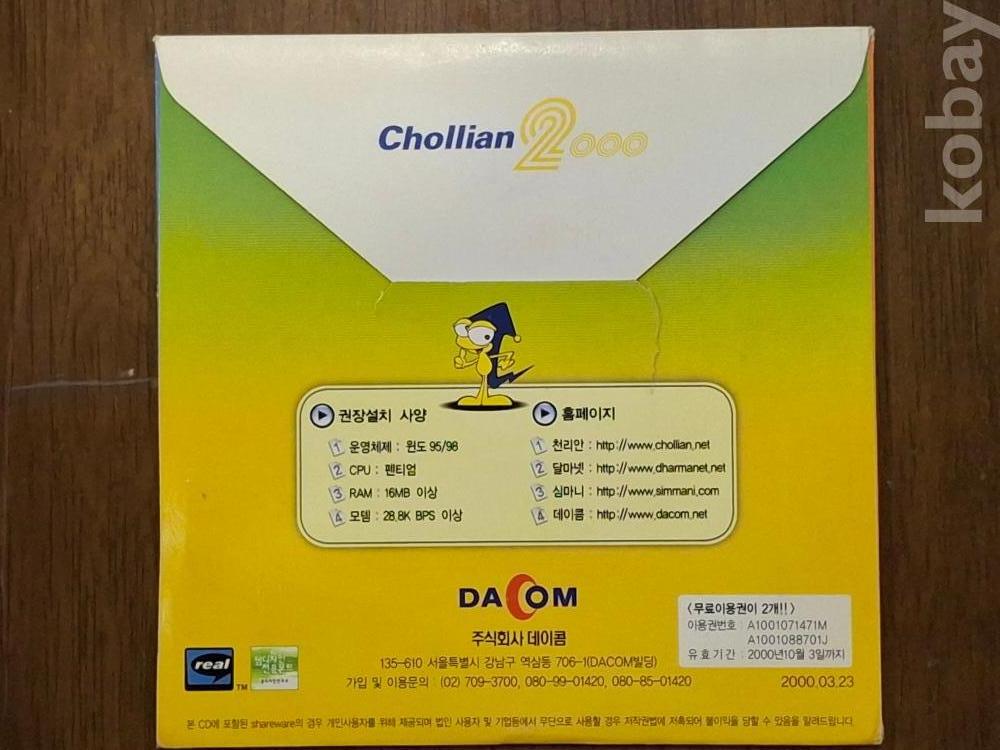 kobay
Chollian 2000
권장설치 사양
1 운영체제 : 윈도 95/98
2 CPU : 펜티엄
3 RAM : 16MB 이상
4 모뎀 : 28.8K BPS 이상
홈페이지
1 천리안 : http://www.chollian.net
2 달마넷 : http://www.dharmanet.net
3 심마니 : http://www.simmani.com
4 데이콤 : http://www.dacom.net
DACOM
주식회사 데이콤
135-610 서울특별시 강남구 역삼동 706-1(DACOM빌딩)
가입 및 이용문의 : (02) 709-3700, 080-99-01420, 080-85-01420
<무료이용권이 2개!!>
이용권번호 : A1001071471M
A1001088701J
유효기간 : 2000년10월 3일까지
2000.03.23
real TM
본 CD에 포함된 shareware의 경우 개인사용자를 위해 제공되며 법인 사용자 및 기업등에서 무단으로 사용할 경우 저작권법에 저촉되어 불이익을 당할 수 있음을 알려드립니다.